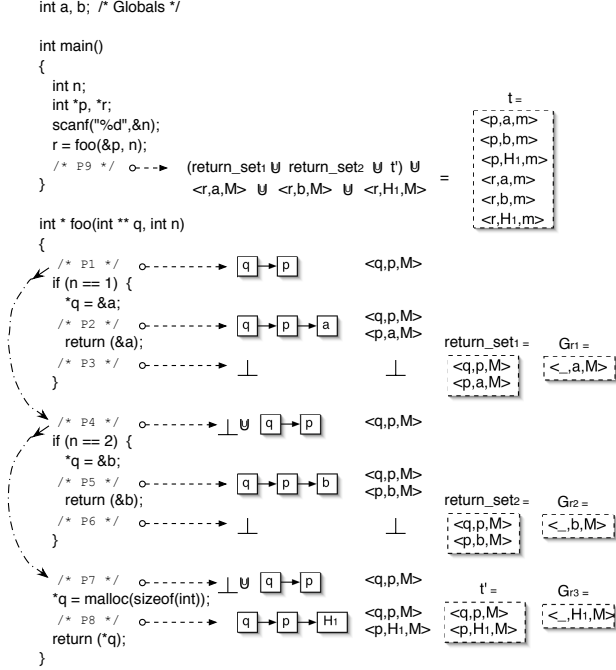 int a, b;  /* Globals */
int main()
{
int n;
int *p, *r;
scanf("%d",&n);
r = foo(&p, n);
/* P9 */ (return_set1 ⊎ return_set2 ⊎ t') ⊎
<r,a,M> ⊎ <r,b,M> ⊎ <r,H1,M> =
}
t =
<p,a,m>
<p,b,m>
<p,H1,m>
<r,a,m>
<r,b,m>
<r,H1,m>
int * foo(int ** q, int n)
{
/* P1 */ q p <q,p,M>
if (n == 1) {
*q = &a;
/* P2 */ q p a <q,p,M>
<p,a,M>
return (&a);
/* P3 */ ⊥ ⊥
}
return_set1 = Gr1 =
<q,p,M> <_,a,M>
<p,a,M>
/* P4 */ ⊥ ⊎ q p <q,p,M>
if (n == 2) {
*q = &b;
/* P5 */ q p b <q,p,M>
<p,b,M>
return (&b);
/* P6 */ ⊥ ⊥
}
return_set2 = Gr2 =
<q,p,M> <_,b,M>
<p,b,M>
/* P7 */ ⊥ ⊎ q p <q,p,M>
*q = malloc(sizeof(int));
/* P8 */ q p H1 <q,p,M>
<p,H1,M>
return (*q);
}
t' = Gr3 =
<q,p,M> <_,H1,M>
<p,H1,M>